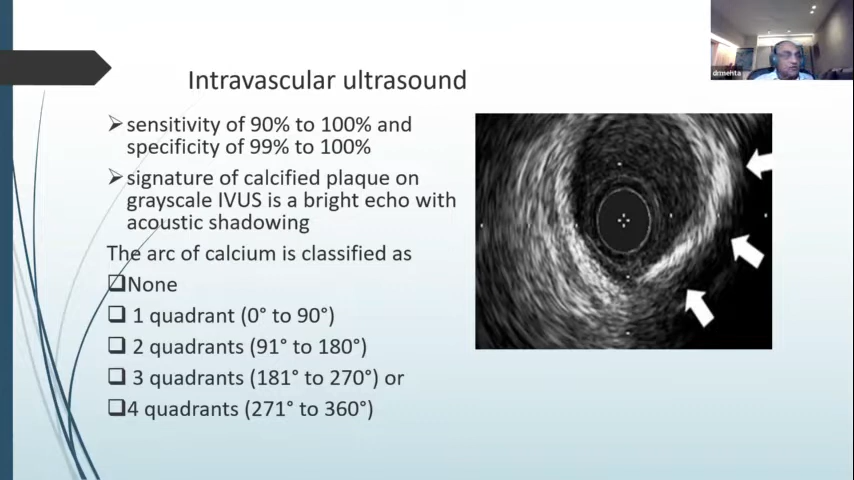 Intravascular ultrasound
sensitivity of 90% to 100% and
specificity of 99% to 100%
signature of calcified plaque on
grayscale IVUS is a bright echo with
acoustic shadowing
The arc of calcium is classified as
None
1 quadrant (0° to 90°)
2 quadrants (91° to 180°)
3 quadrants (181° to 270°) or
4 quadrants (271° to 360°)
drmsehta